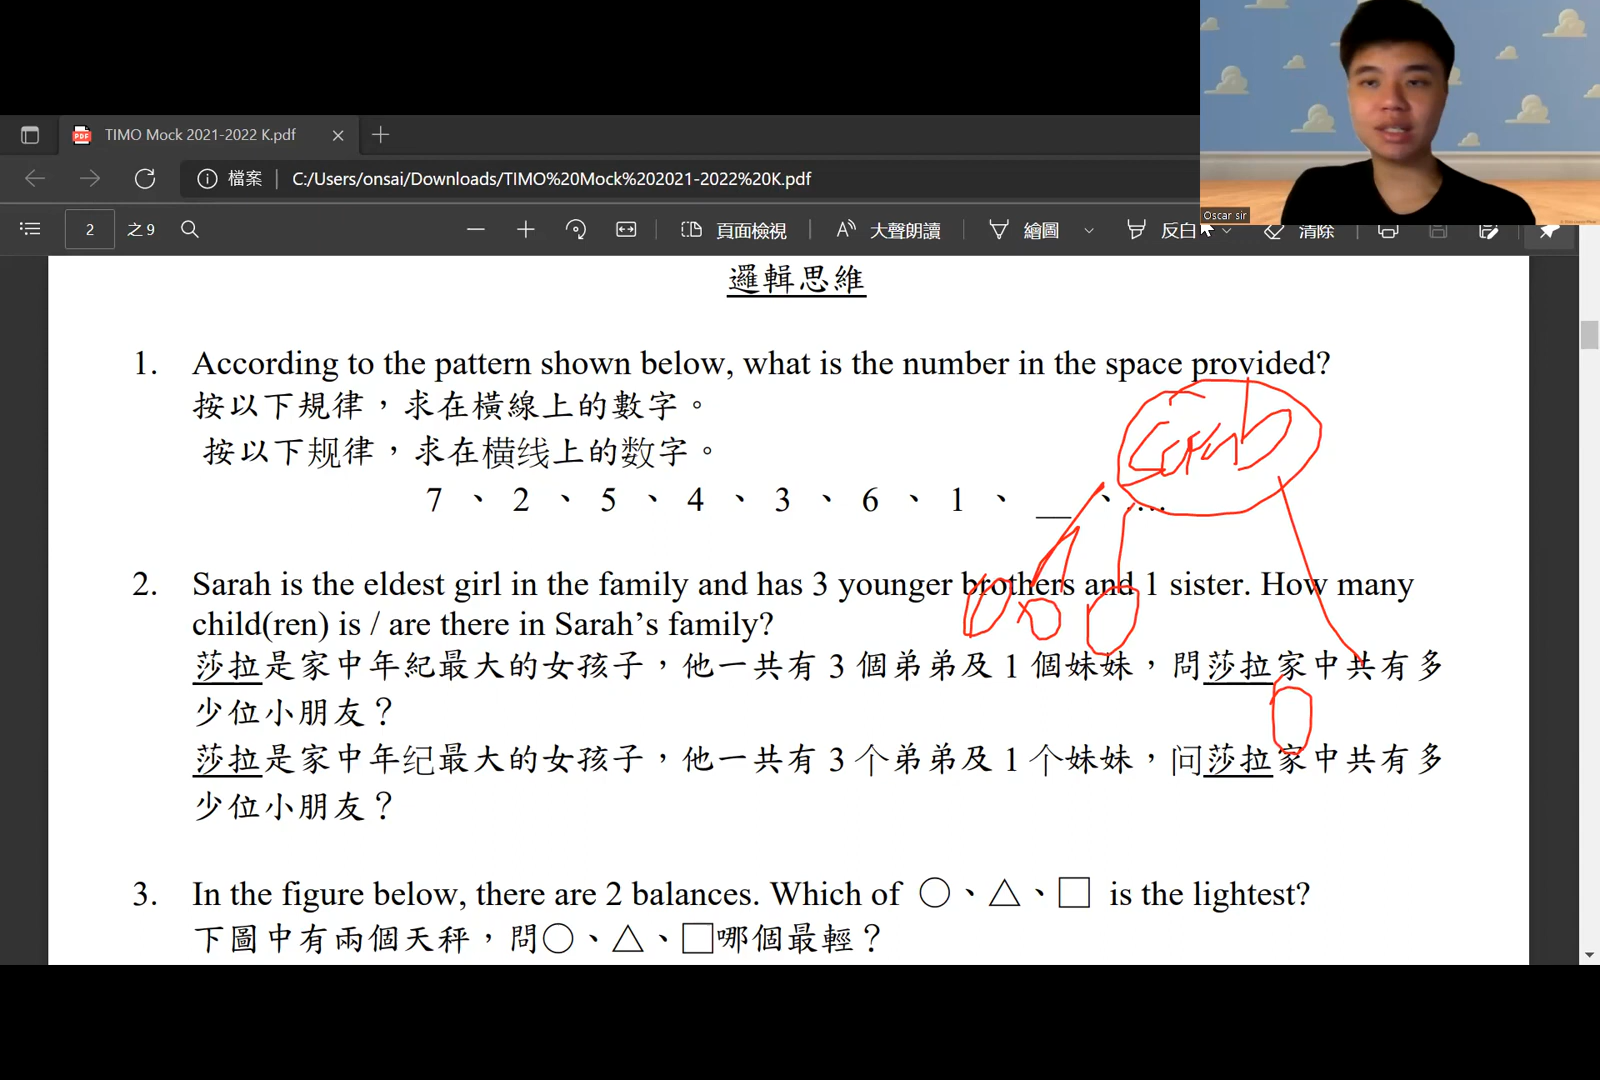 TIMO Mock 2021-2022 K.pdf
檔案 C:/Users/onsai/Downloads/TIMO%20Mock%202021-2022%20K.pdf
Oscar sir
2 之 9 頁面檢視 大聲朗讀 繪圖 反白 清除
邏輯思維
1. According to the pattern shown below, what is the number in the space provided?
按以下規律，求在橫線上的數字。
按以下规律，求在横线上的数字。
Sarah
7、2、5、4、3、6、1、__、....
2. Sarah is the eldest girl in the family and has 3 younger brothers and 1 sister. How many
child(ren) is / are there in Sarah’s family?
莎拉是家中年紀最大的女孩子，他一共有 3 個弟弟及 1 個妹妹，問莎拉家中共有多
少位小朋友？
莎拉是家中年纪最大的女孩子，他一共有 3 个弟弟及 1 个妹妹，问莎拉家中共有多
少位小朋友？
3. In the figure below, there are 2 balances. Which of ○、△、□ is the lightest?
下圖中有兩個天秤，問○、△、□哪個最輕？